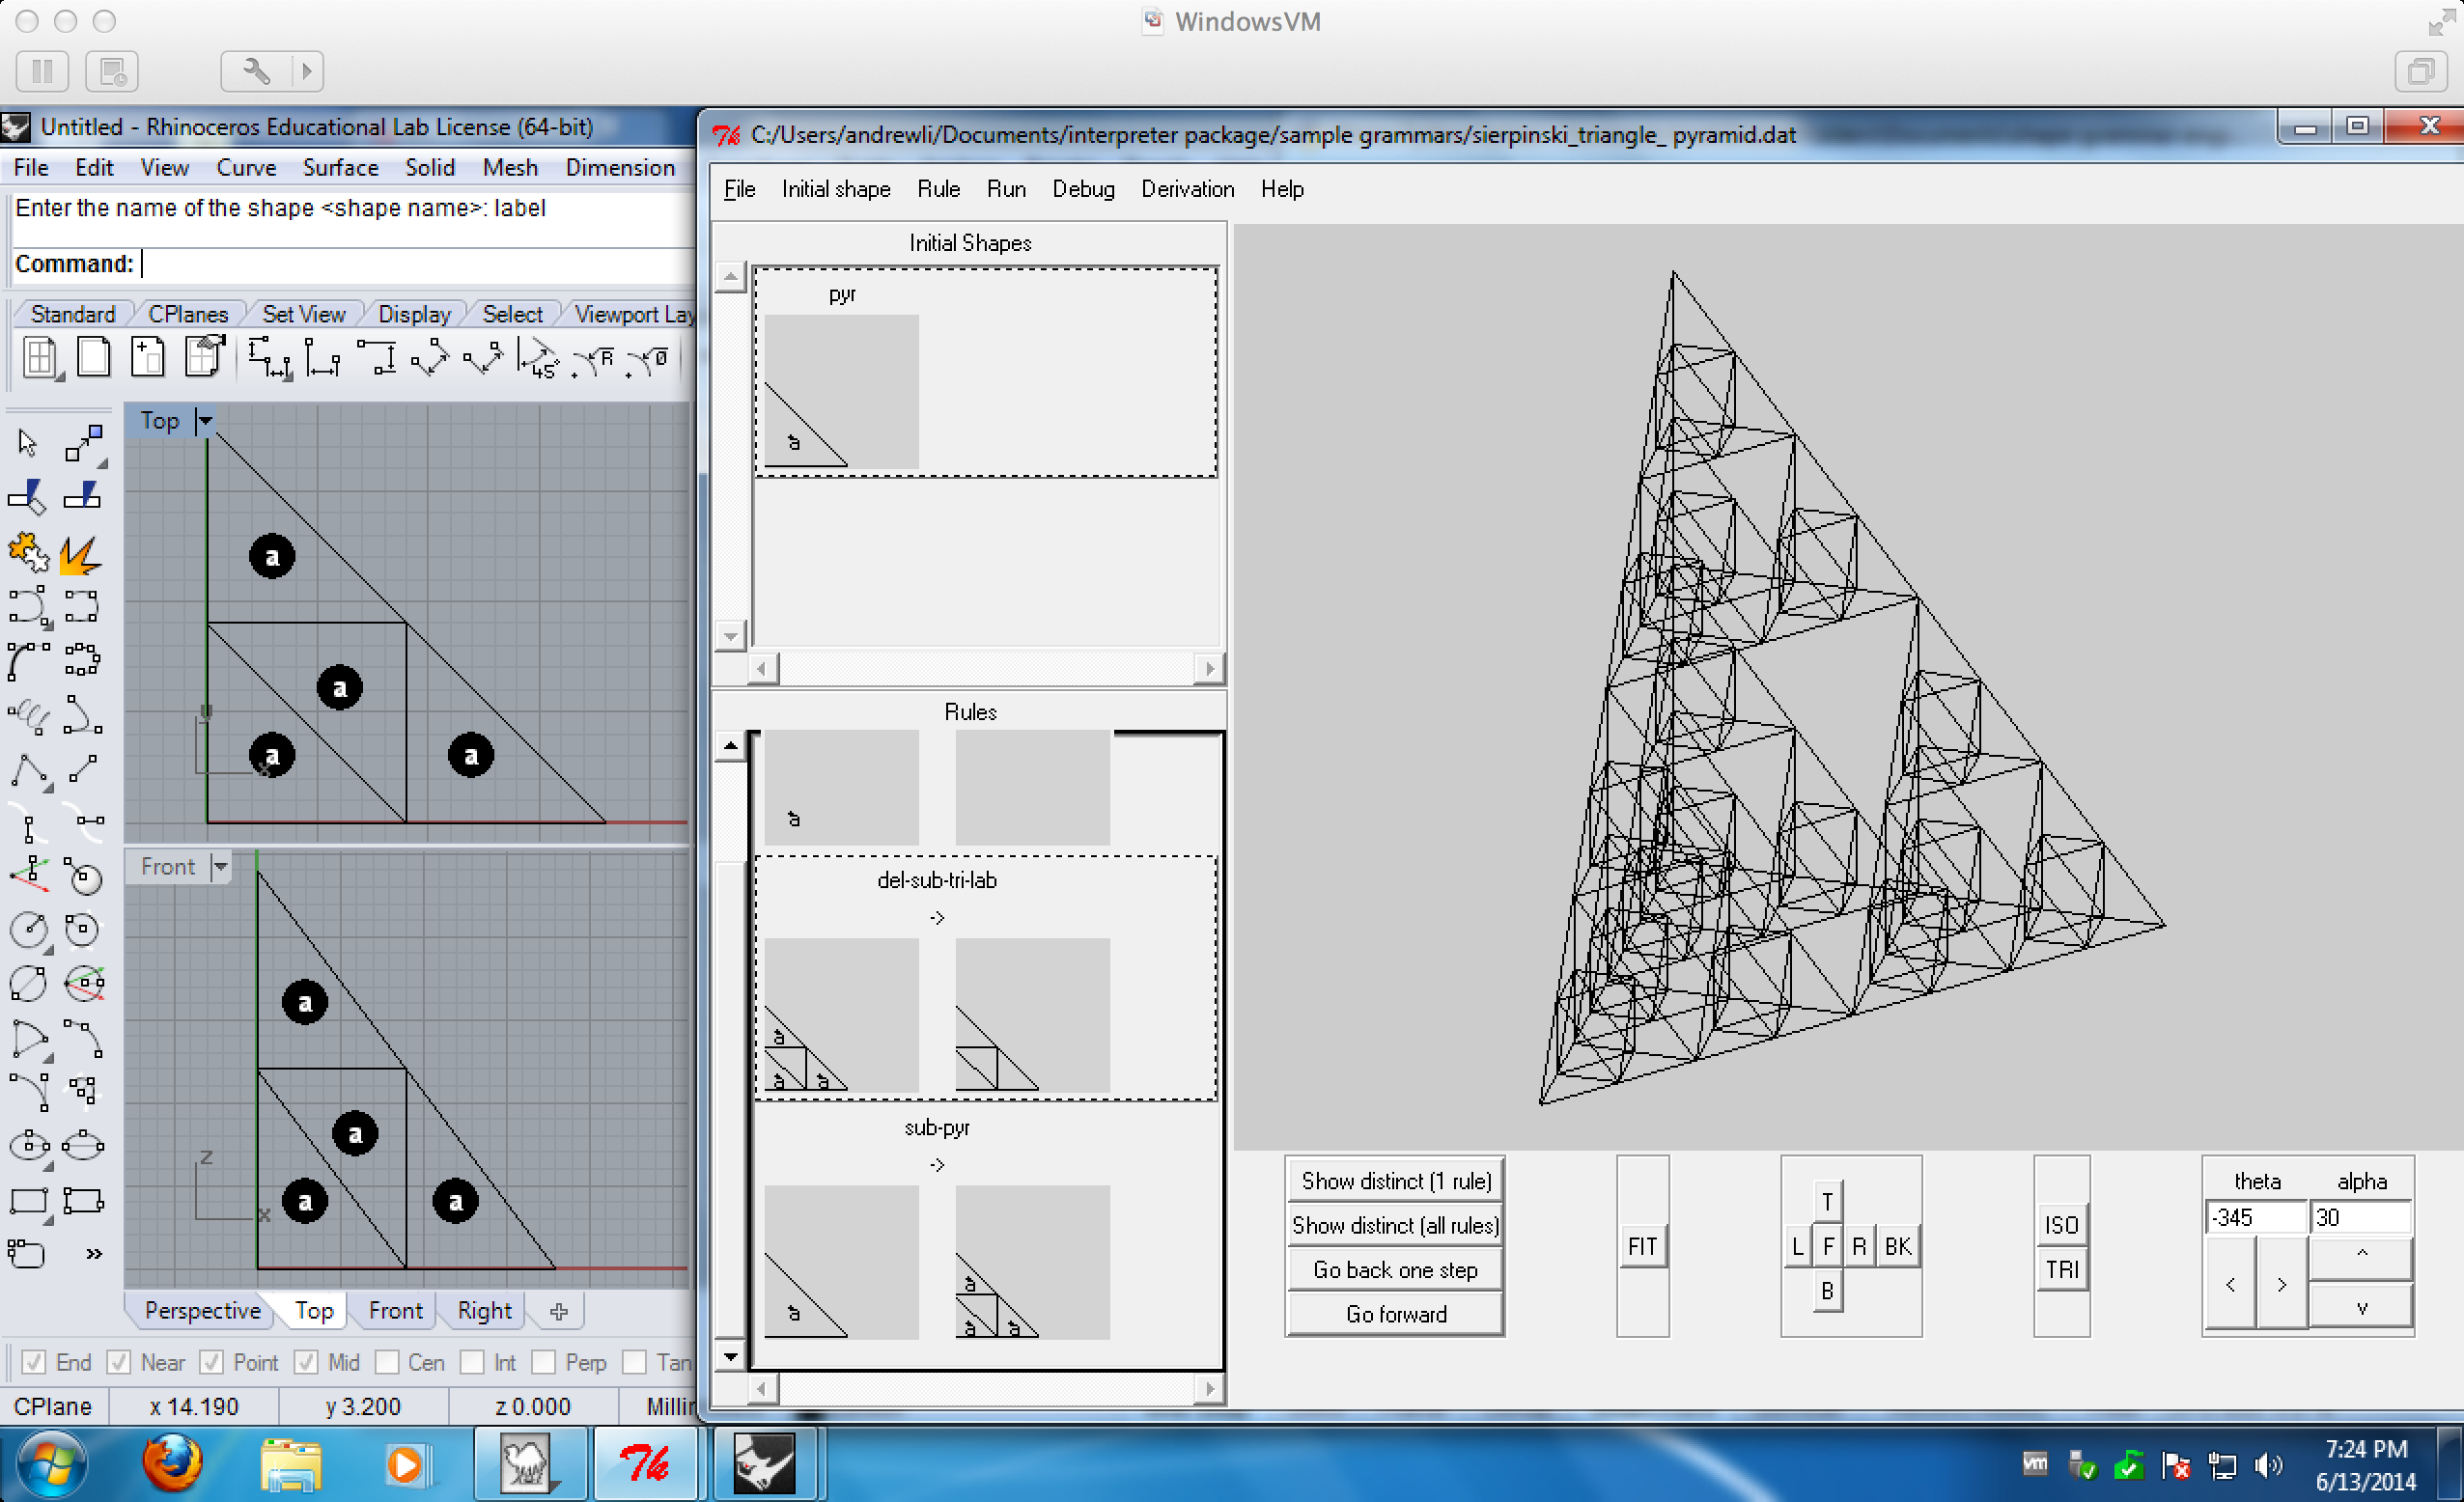 WindowsVM
Untitled - Rhinoceros Educational Lab License (64-bit)
File Edit View Curve Surface Solid Mesh Dimension
Enter the name of the shape <shape name>: label
Command:
Standard CPlanes Set View Display Select Viewport Lay
45° R Ø
Top
a
a
a
a
y
x
Front
a
a
a
a
z
x
Perspective Top Front Right
End Near Point Mid Cen Int Perp Tan
CPlane x 14.190 y 3.200 z 0.000 Millir
Tk C:/Users/andrewli/Documents/interpreter package/sample grammars/sierpinski_triangle_ pyramid.dat
File Initial shape Rule Run Debug Derivation Help
Initial Shapes
pyr
a
Rules
a
del-sub-tri-lab
->
a
a a
sub-pyr
->
a
a
a a
Show distinct (1 rule)
Show distinct (all rules)
Go back one step
Go forward
FIT
T
L F R BK
B
ISO
TRI
theta alpha
-345 30
< > ^
v
Tk
vm
7:24 PM
6/13/2014